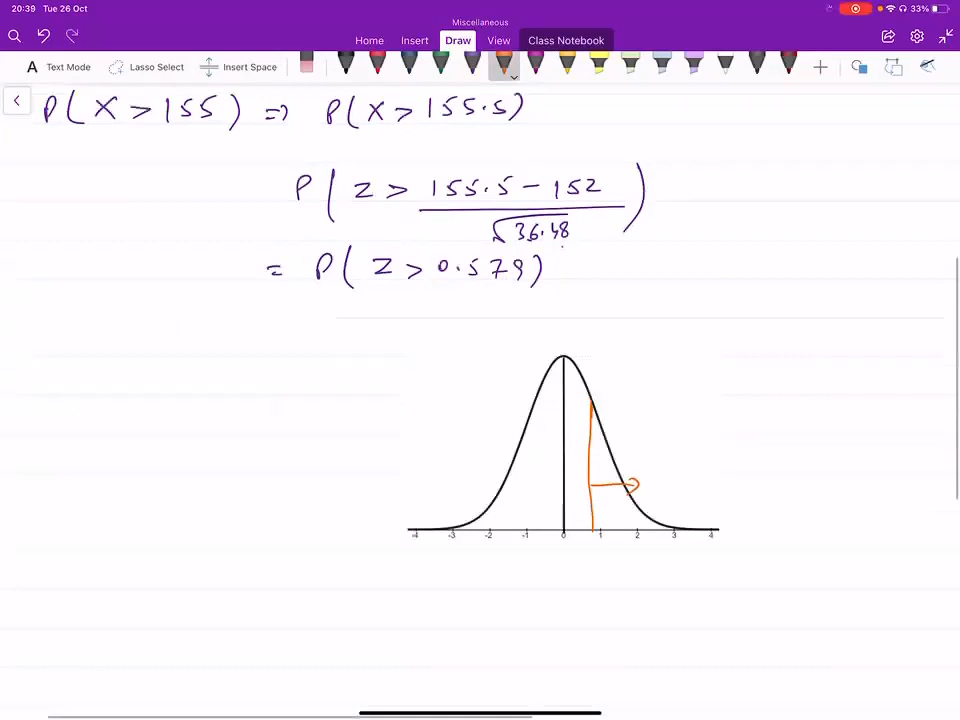 20:39 Tue 26 Oct 33%
Miscellaneous
Home Insert Draw View Class Notebook
A Text Mode Lasso Select Insert Space
P(X > 155) => P(X > 155.5)
P(Z > (155.5 - 152)/√36.48)
= P(Z > 0.579)
-4 -3 -2 -1 0 1 2 3 4